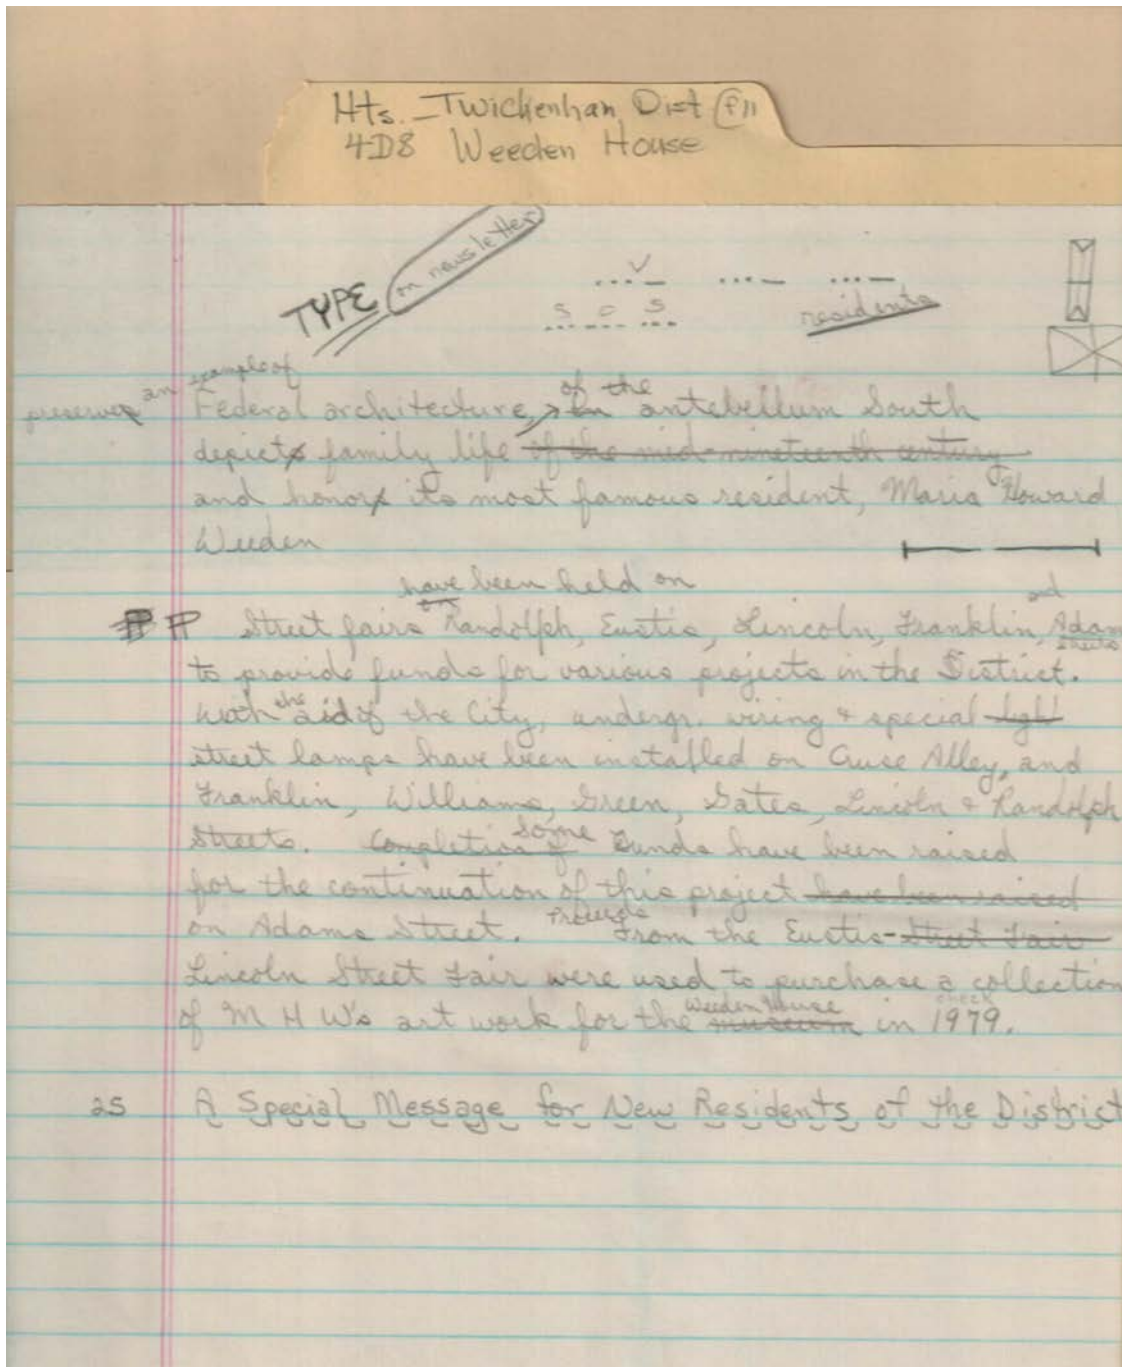 Hts. - Twichenhan Dist (f11
4D8 Weeden House
TYPE on newsletter
V
S O S
residents
an example of
of the
preserves Federal architecture, in antebellum South
depicts family life of the mid-nineteenth century
and honors its most famous resident, Maria Howard
Weeden
have been held on
and
¶ Street fairs on Randolph, Eustis, Lincoln, Franklin, Adams
Streets
to provide funds for various projects in the District.
With the aid of the City, undergr. wiring & special light
street lamps have been installed on Cruse Alley, and
Franklin, Williams, Green, Gates, Lincoln & Randolph
Streets. Completion of some Funds have been raised
for the continuation of this project have been raised
on Adams Street. Proceeds from the Eustis-Street Fair
Lincoln Street Fair were used to purchase a collection
Weeden House check
of M H W's art work for the museum in 1979.
25 A Special Message for New Residents of the District